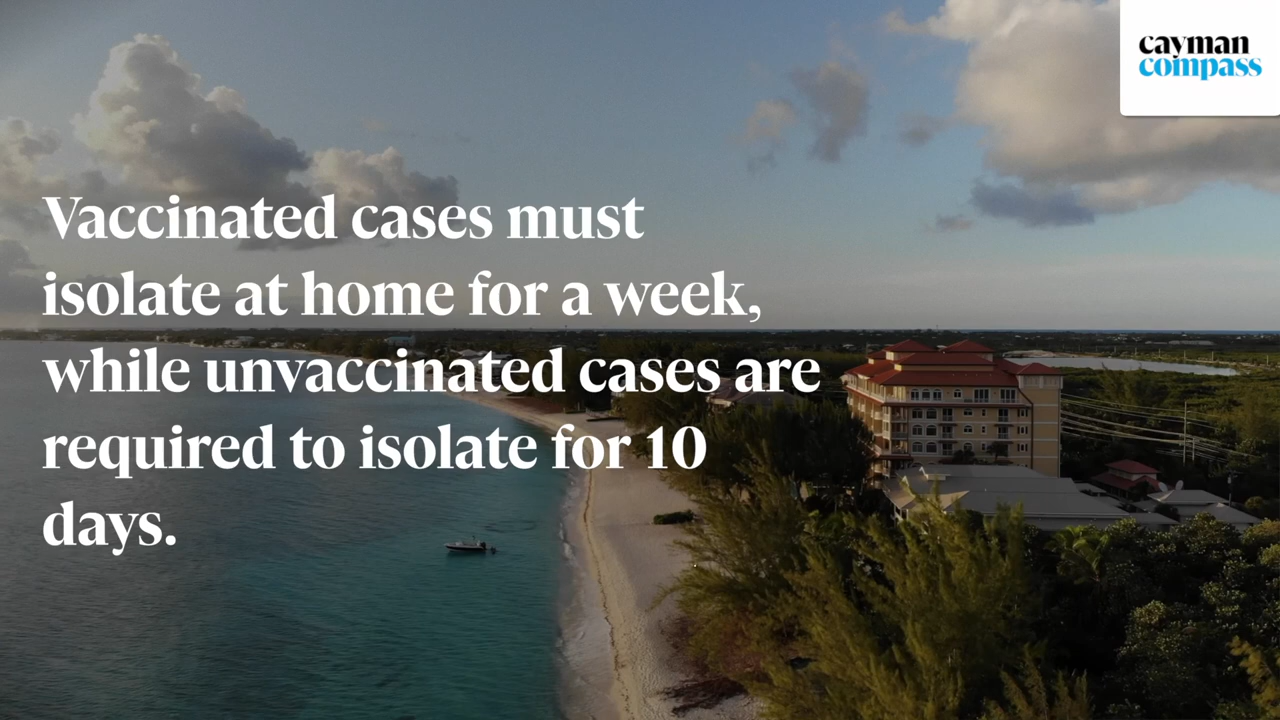 cayman
compass
Vaccinated cases must
isolate at home for a week,
while unvaccinated cases are
required to isolate for 10
days.